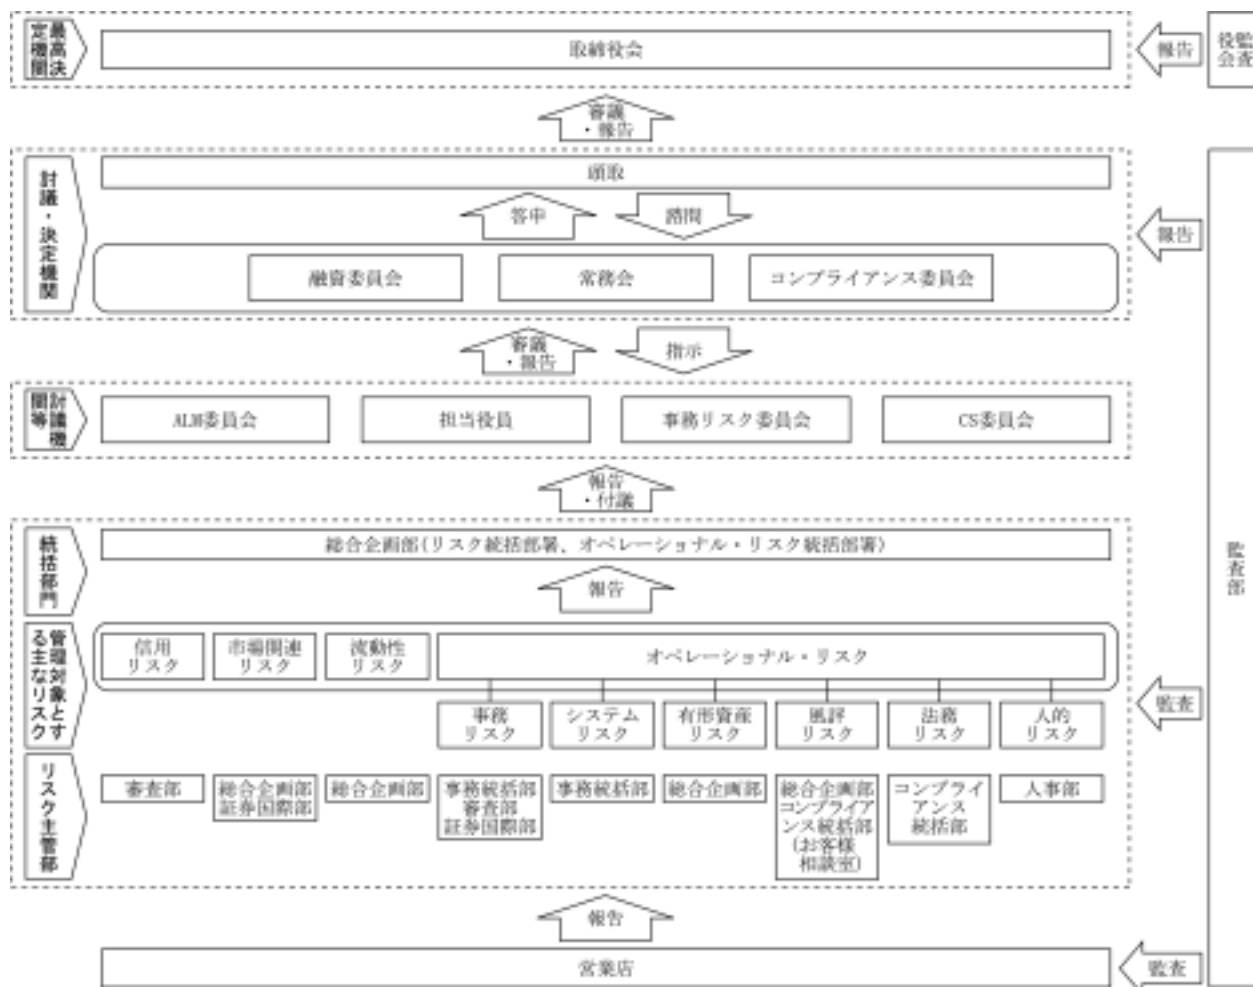 最高決
定機関
取締役会
報告
監査
役会
審議
・報告
討議・決定機関
頭取
答申
諮問
報告
融資委員会
常務会
コンプライアンス委員会
審議
・報告
指示
討議機
関等
ALM委員会
担当役員
事務リスク委員会
CS委員会
報告
・付議
統括部門
総合企画部(リスク統括部署、オペレーショナル・リスク統括部署)
報告
監査部
管理対象とす
る主なリスク
信用
リスク
市場関連
リスク
流動性
リスク
オペレーショナル・リスク
事務
リスク
システム
リスク
有形資産
リスク
風評
リスク
法務
リスク
人的
リスク
監査
リスク主管部
審査部
総合企画部
証券国際部
総合企画部
事務統括部
審査部
証券国際部
事務統括部
総合企画部
総合企画部
コンプライア
ンス統括部
(お客様
相談室)
コンプライ
アンス
統括部
人事部
報告
営業店
監査